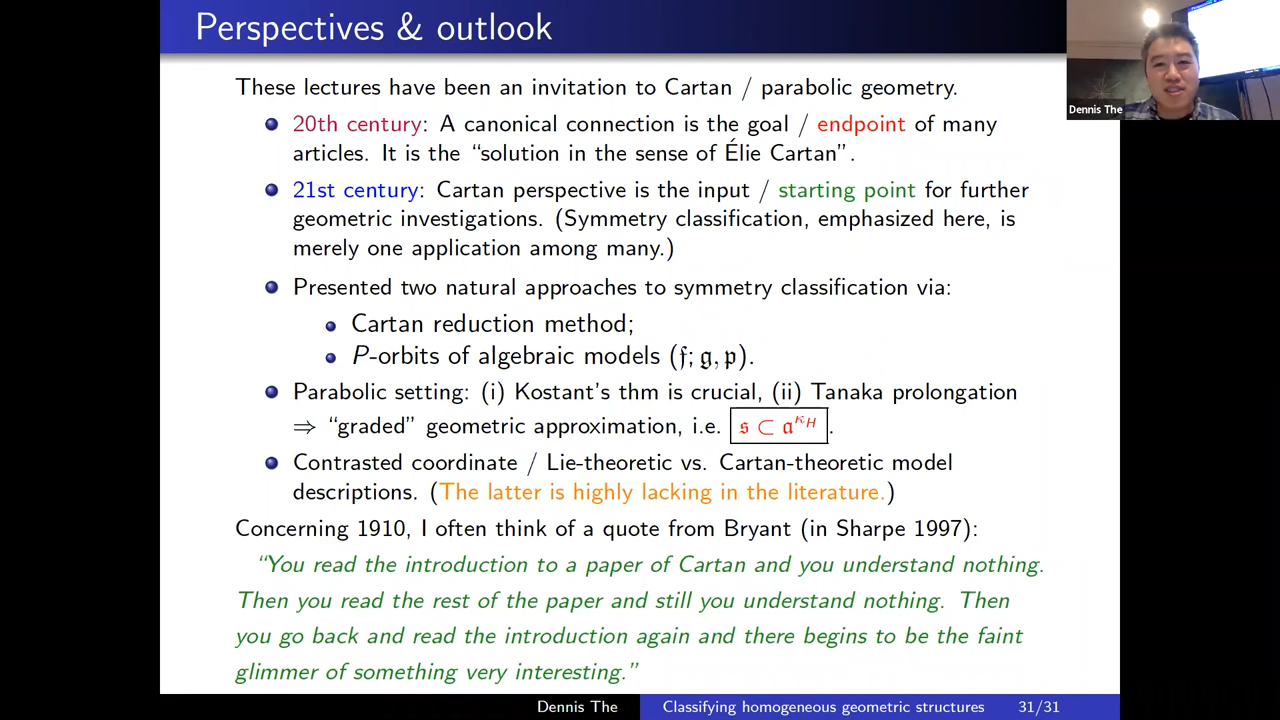 Perspectives & outlook
Dennis The
These lectures have been an invitation to Cartan / parabolic geometry.
20th century: A canonical connection is the goal / endpoint of many
articles. It is the “solution in the sense of Élie Cartan”.
21st century: Cartan perspective is the input / starting point for further
geometric investigations. (Symmetry classification, emphasized here, is
merely one application among many.)
Presented two natural approaches to symmetry classification via:
Cartan reduction method;
P-orbits of algebraic models (𝔣; 𝔤, 𝔭).
Parabolic setting: (i) Kostant's thm is crucial, (ii) Tanaka prolongation
⇒ “graded” geometric approximation, i.e. 𝔰 ⊂ 𝔞^{κ_H}.
Contrasted coordinate / Lie-theoretic vs. Cartan-theoretic model
descriptions. (The latter is highly lacking in the literature.)
Concerning 1910, I often think of a quote from Bryant (in Sharpe 1997):
“You read the introduction to a paper of Cartan and you understand nothing.
Then you read the rest of the paper and still you understand nothing. Then
you go back and read the introduction again and there begins to be the faint
glimmer of something very interesting.”
Dennis The Classifying homogeneous geometric structures 31/31